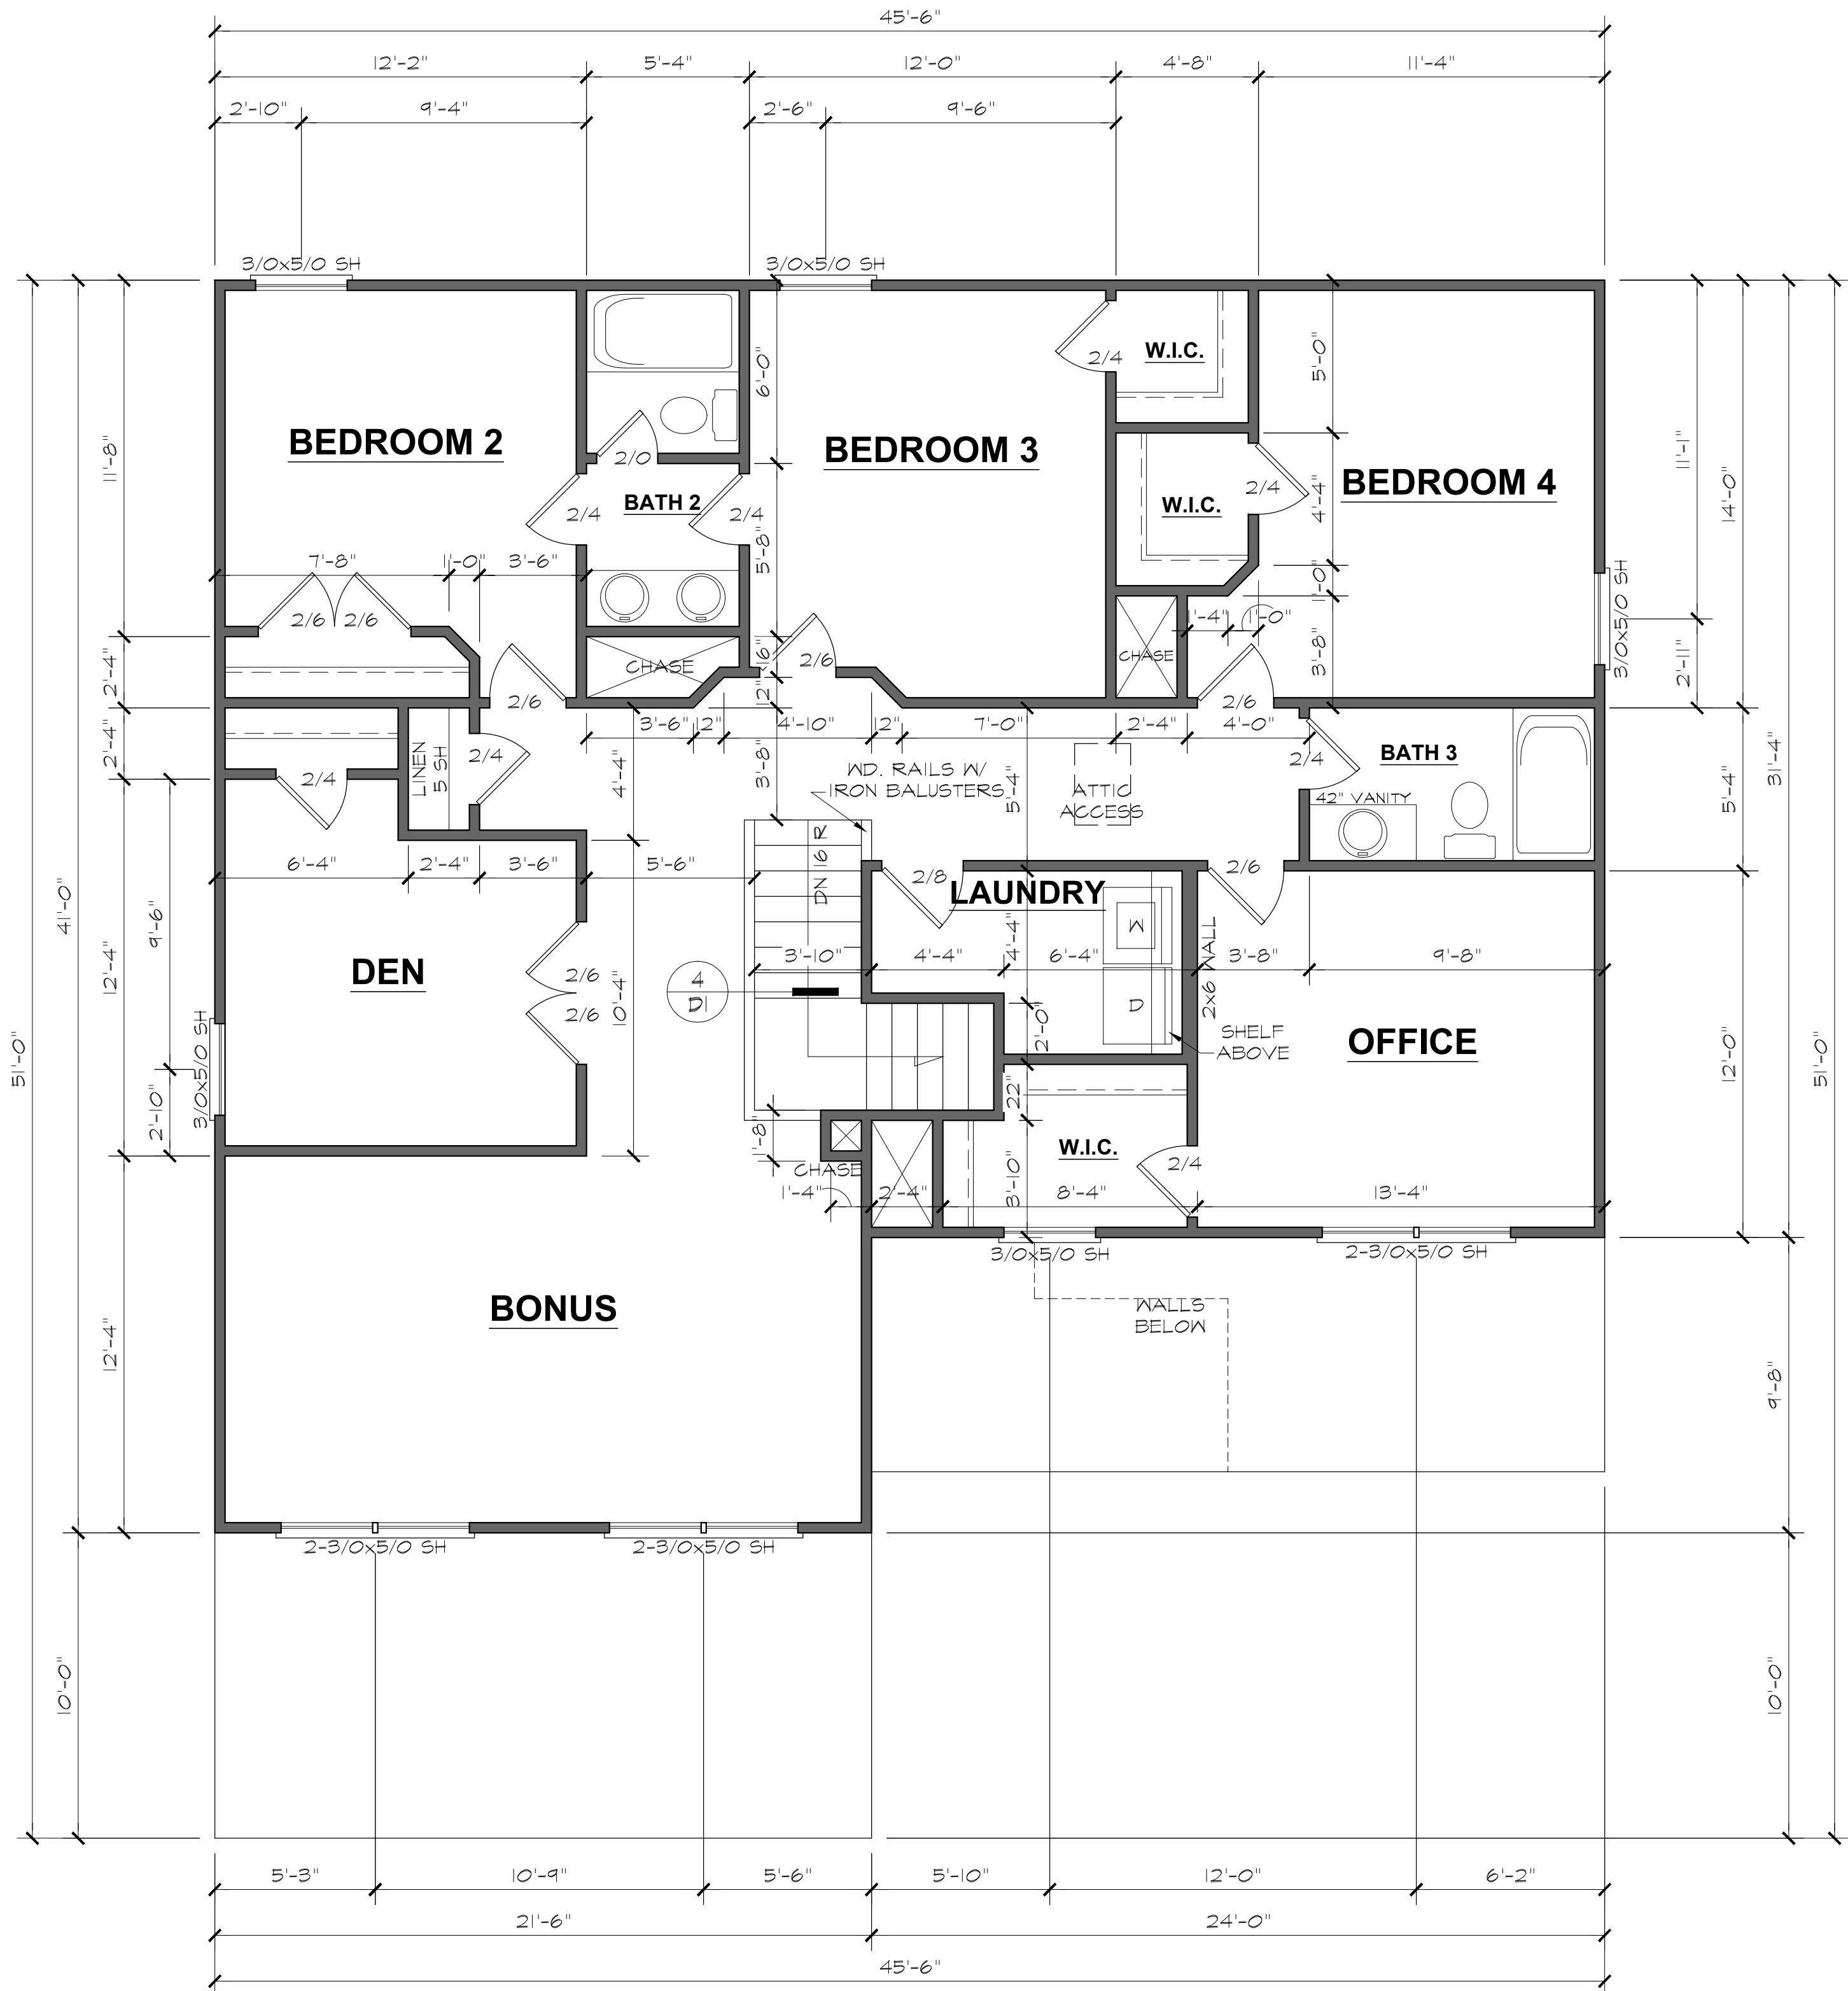 45'-6"
12'-2" 5'-4" 12'-0" 4'-8" 11'-4"
2'-10" 9'-4" 2'-6" 9'-6"
3/0x5/0 SH 3/0x5/0 SH
BEDROOM 2
BEDROOM 3
BEDROOM 4
W.I.C.
W.I.C.
2/4
2/4
6'-0"
5'-0"
4'-4"
2/0
BATH 2
2/4
2/4
5'-8"
7'-8" 1'-0" 3'-6"
2/6 2/6
1'-0"
1'-4" 1'-0"
3'-8"
CHASE
CHASE
2/6
2/6
2/6
16"
12"
11'-8"
2'-4"
2'-4"
9'-6"
12'-4"
2'-10"
12'-4"
41'-0"
51'-0"
10'-0"
11'-1"
2'-11"
14'-0"
5'-4"
31'-4"
12'-0"
51'-0"
9'-8"
10'-0"
3/0x5/0 SH
3'-6" 12" 4'-10" 12" 7'-0" 2'-4" 4'-0"
2/4
LINEN
5 SH
2/4
4'-4"
3'-8"
WD. RAILS W/
IRON BALUSTERS
5'-4"
ATTIC
ACCESS
2/4
BATH 3
42" VANITY
6'-4" 2'-4" 3'-6" 5'-6"
DN 16 R
2/8
LAUNDRY
2/6
W
D
2x6 WALL
SHELF
ABOVE
3'-10" 4'-4" 6'-4" 3'-8" 9'-8"
4'-4"
2'-0"
DEN
2/6
2/6
10'-4"
4
D1
3/0x5/0 SH
OFFICE
22"
3'-10"
W.I.C.
2/4
1'-8"
CHASE
1'-4" 2'-4" 8'-4" 13'-4"
3/0x5/0 SH 2-3/0x5/0 SH
BONUS
WALLS
BELOW
2-3/0x5/0 SH 2-3/0x5/0 SH
5'-3" 10'-9" 5'-6" 5'-10" 12'-0" 6'-2"
21'-6" 24'-0"
45'-6"